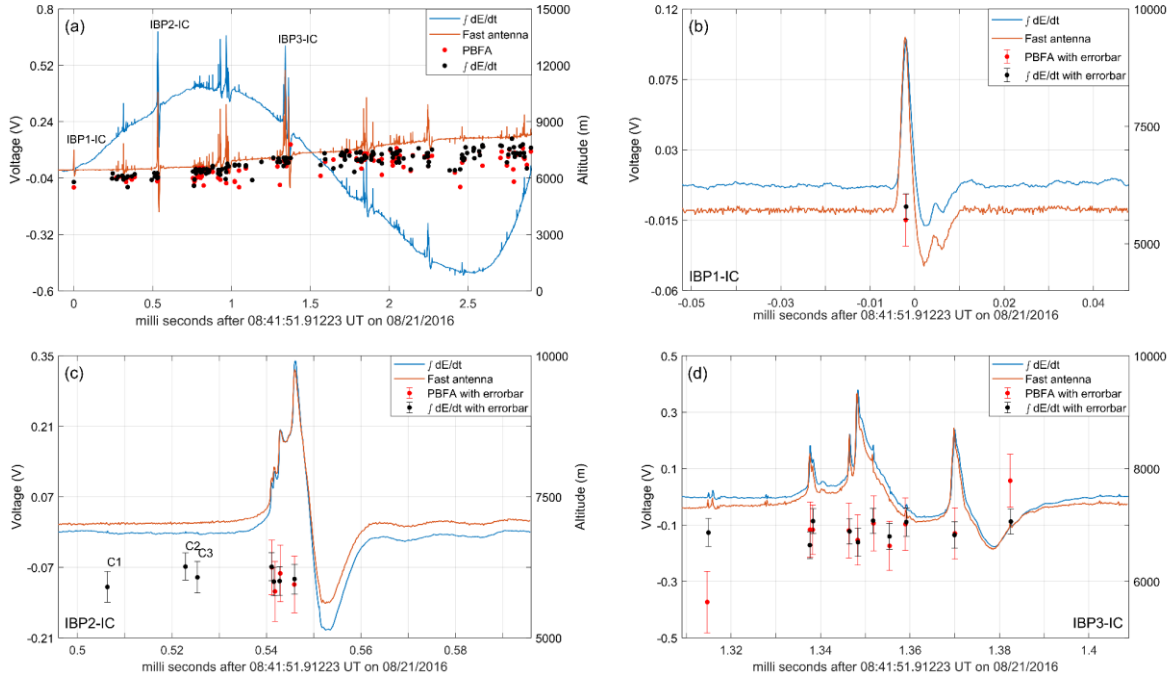 (a)
IBP2-IC
IBP3-IC
IBP1-IC
∫ dE/dt
Fast antenna
PBFA
∫ dE/dt
0.8
0.52
0.24
-0.04
-0.32
-0.6
Voltage (V)
15000
12000
9000
6000
3000
0
Altitude (m)
0 0.5 1 1.5 2 2.5
milli seconds after 08:41:51.91223 UT on 08/21/2016
(b)
∫ dE/dt
Fast antenna
PBFA with errorbar
∫ dE/dt with errorbar
0.12
0.075
0.03
-0.015
-0.06
Voltage (V)
10000
7500
5000
Altitude (m)
IBP1-IC
-0.05 -0.03 -0.01 0 0.01 0.02 0.04
milli seconds after 08:41:51.91223 UT on 08/21/2016
(c)
∫ dE/dt
Fast antenna
PBFA with errorbar
∫ dE/dt with errorbar
0.35
0.21
0.07
-0.07
-0.21
Voltage (V)
10000
7500
5000
Altitude (m)
C1
C2
C3
IBP2-IC
0.5 0.52 0.54 0.56 0.58
milli seconds after 08:41:51.91223 UT on 08/21/2016
(d)
∫ dE/dt
Fast antenna
PBFA with errorbar
∫ dE/dt with errorbar
0.5
0.3
0.1
-0.1
-0.3
-0.5
Voltage (V)
10000
8000
6000
Altitude (m)
IBP3-IC
1.32 1.34 1.36 1.38 1.4
milli seconds after 08:41:51.91223 UT on 08/21/2016